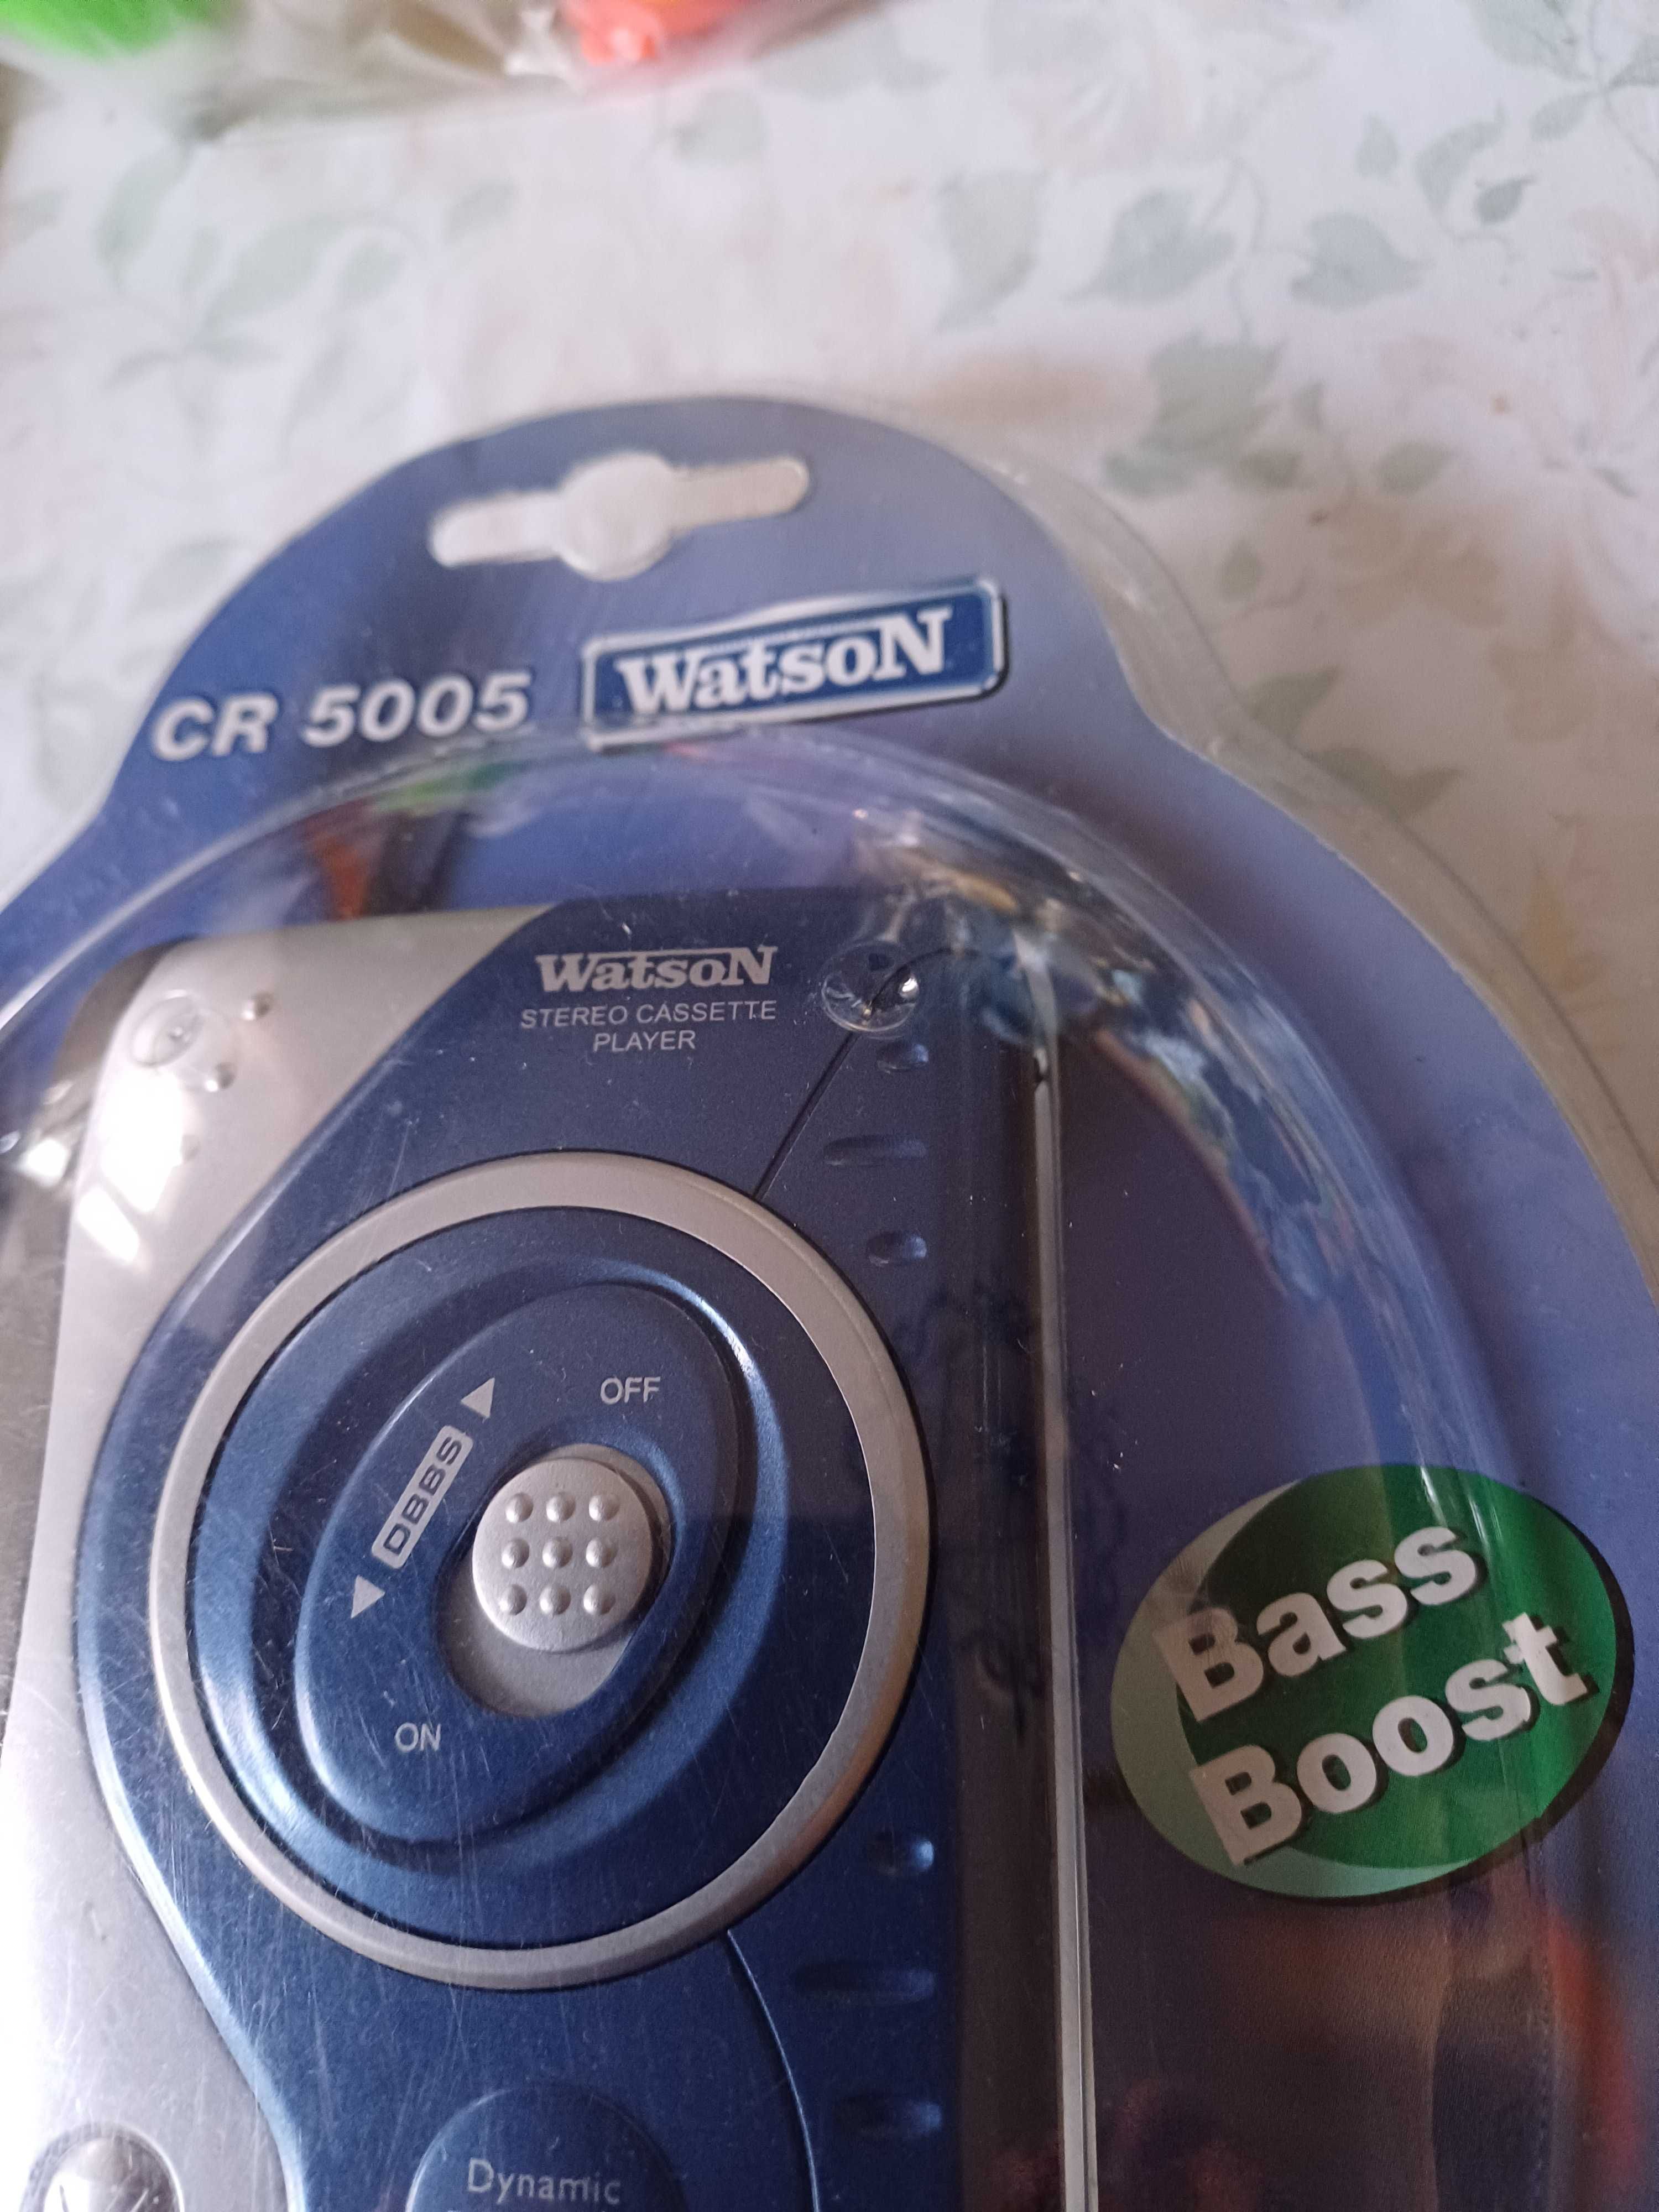 CR 5005 WatsoN
WatsoN
STEREO CASSETTE
PLAYER
OFF
DBBS
ON
Bass
Boost
Dynamic